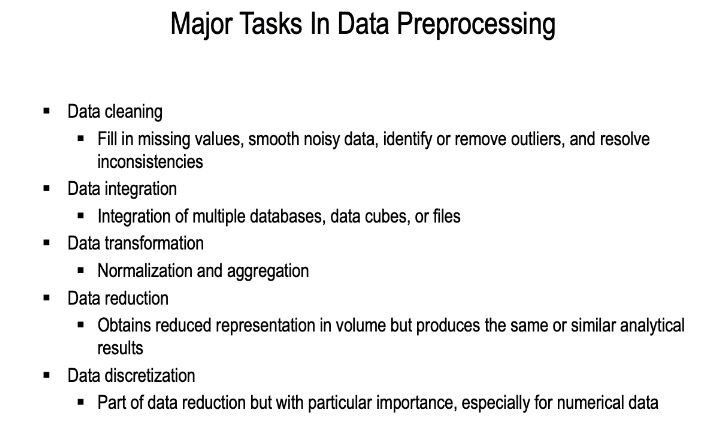 Major Tasks In Data Preprocessing
▪ Data cleaning
▪ Fill in missing values, smooth noisy data, identify or remove outliers, and resolve
inconsistencies
▪ Data integration
▪ Integration of multiple databases, data cubes, or files
▪ Data transformation
▪ Normalization and aggregation
▪ Data reduction
▪ Obtains reduced representation in volume but produces the same or similar analytical
results
▪ Data discretization
▪ Part of data reduction but with particular importance, especially for numerical data